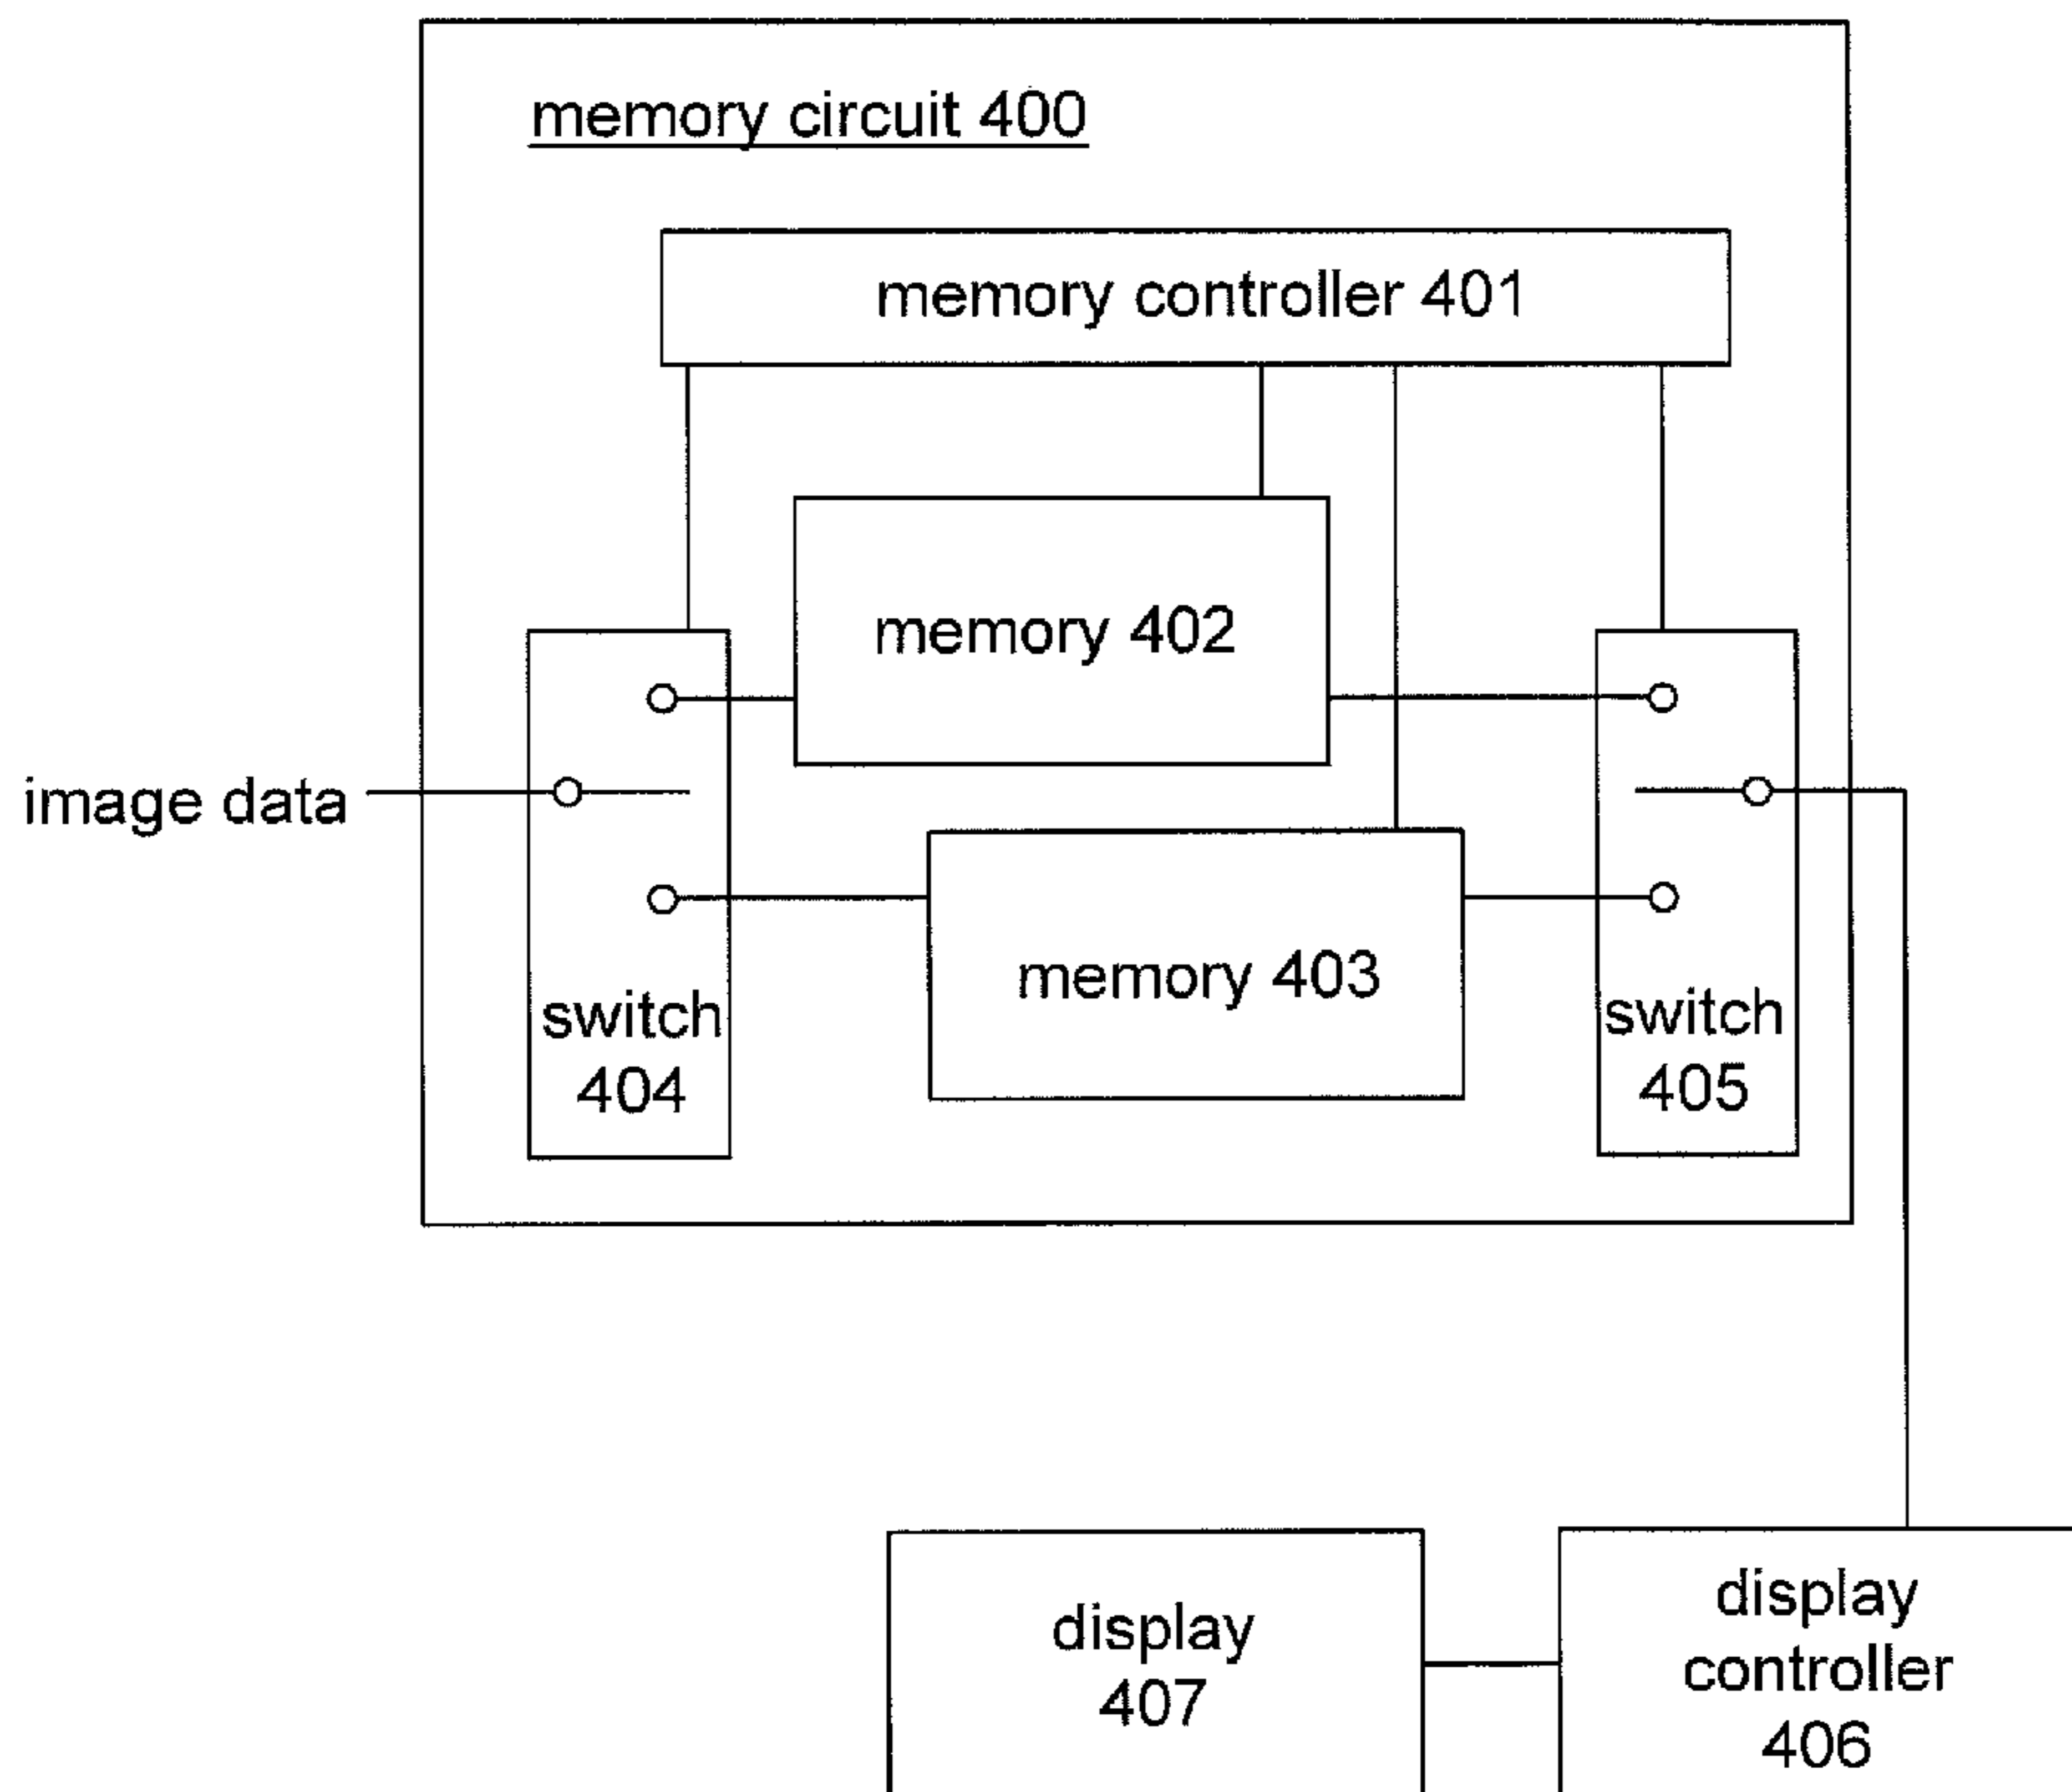 memory circuit 400
memory controller 401
memory 402
image data
memory 403
switch
404
switch
405
display
407
display
controller
406